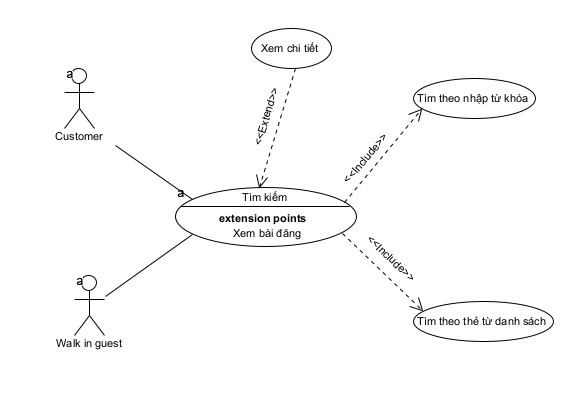 Xem chi tiết
<<Extend>>
Tìm theo nhập từ khóa
<<Include>>
a
Customer
a
Tìm kiếm
extension points
Xem bài đăng
<<Include>>
a
Walk in guest
Tìm theo thẻ từ danh sách